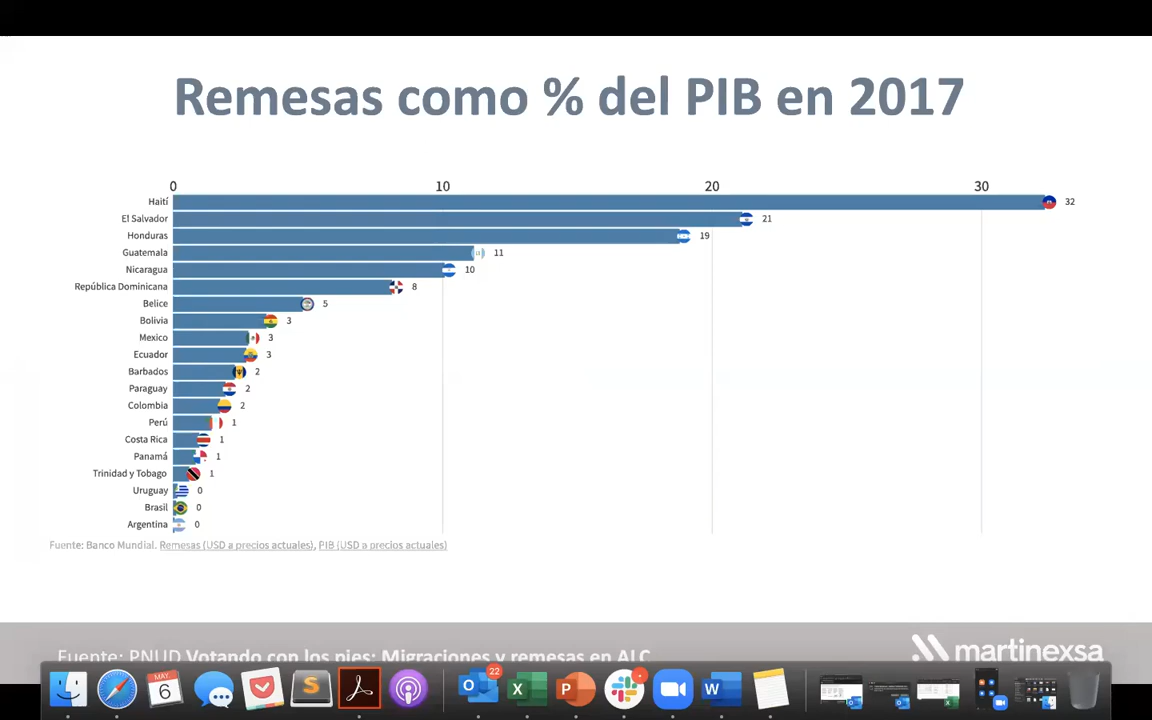 Remesas como % del PIB en 2017
0 10 20 30
Haití 32
El Salvador 21
Honduras 19
Guatemala 11
Nicaragua 10
República Dominicana 8
Belice 5
Bolivia 3
Mexico 3
Ecuador 3
Barbados 2
Paraguay 2
Colombia 2
Perú 1
Costa Rica 1
Panamá 1
Trinidad y Tobago 1
Uruguay 0
Brasil 0
Argentina 0
Fuente: Banco Mundial. Remesas (USD a precios actuales), PIB (USD a precios actuales)
Fuente: PNUD Votando con los pies: Migraciones y remesas en ALC
martinexsa
MAY
6
S
O
22
X
P
W